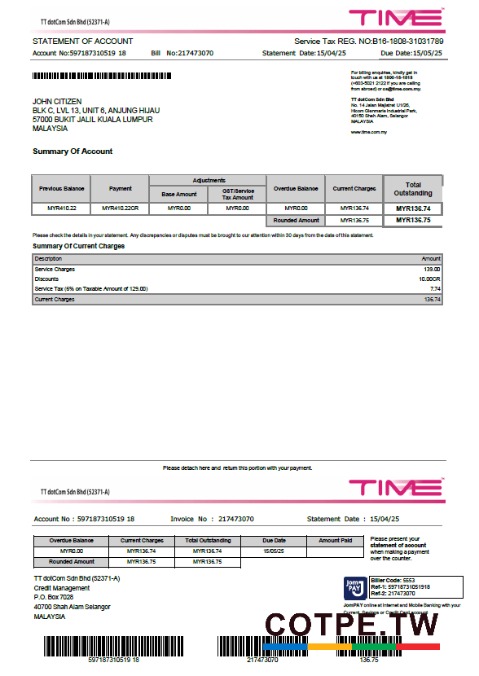 TT dotCom Sdn Bhd (52371-A)
TIME
STATEMENT OF ACCOUNT
Service Tax REG. NO:B16-1808-31031789
Account No:597187310519 18 Bill No:217473070 Statement Date:15/04/25 Due Date:15/05/25
For billing enquiries, kindly get in
touch with us at 1800-18-1818
(+603-5021 2122 if you are calling
from abroad) or cs@time.com.my.
TT dotCom Sdn Bhd
No. 14 Jalan Majistret U1/26,
Hicom Glenmarie Industrial Park,
40150 Shah Alam, Selangor
MALAYSIA
www.time.com.my
JOHN CITIZEN
BLK C, LVL 13, UNIT 6, ANJUNG HIJAU
57000 BUKIT JALIL KUALA LUMPUR
MALAYSIA
Summary Of Account
Previous Balance Payment Adjustments Overdue Balance Current Charges Total Outstanding
Base Amount GST/Service Tax Amount
MYR410.22 MYR410.22CR MYR0.00 MYR0.00 MYR0.00 MYR136.74 MYR136.74
Rounded Amount MYR136.75 MYR136.75
Please check the details in your statement. Any discrepancies or disputes must be brought to our attention within 30 days from the date of this statement.
Summary Of Current Charges
Description Amount
Service Charges 139.00
Discounts 10.00CR
Service Tax (6% on Taxable Amount of 129.00) 7.74
Current Charges 136.74
Please detach here and return this portion with your payment.
TT dotCom Sdn Bhd (52371-A)
TIME
Account No : 597187310519 18 Invoice No : 217473070 Statement Date : 15/04/25
Overdue Balance Current Charges Total Outstanding Due Date Amount Paid
MYR0.00 MYR136.74 MYR136.74 15/05/25
Rounded Amount MYR136.75 MYR136.75
Please present your
statement of account
when making a payment
over the counter.
TT dotCom Sdn Bhd (52371-A)
Credit Management
P.O. Box 7028
40700 Shah Alam Selangor
MALAYSIA
Jom
PAY
Biller Code: 5553
Ref-1: 59718731051918
Ref-2: 217473070
JomPAY online at Internet and Mobile Banking with your
Current, Savings or Credit Card account
COTPE.TW
597187310519 18 217473070 136.75